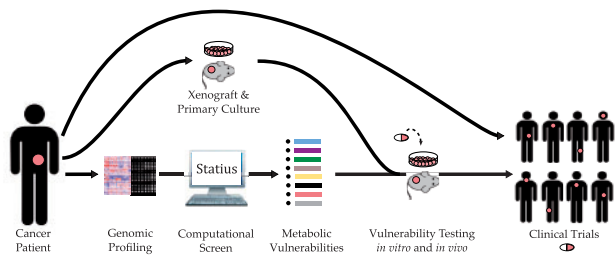 Xenograft &
Primary Culture
Statius
Cancer
Patient
Genomic
Profiling
Computational
Screen
Metabolic
Vulnerabilities
Vulnerability Testing
in vitro and in vivo
Clinical Trials